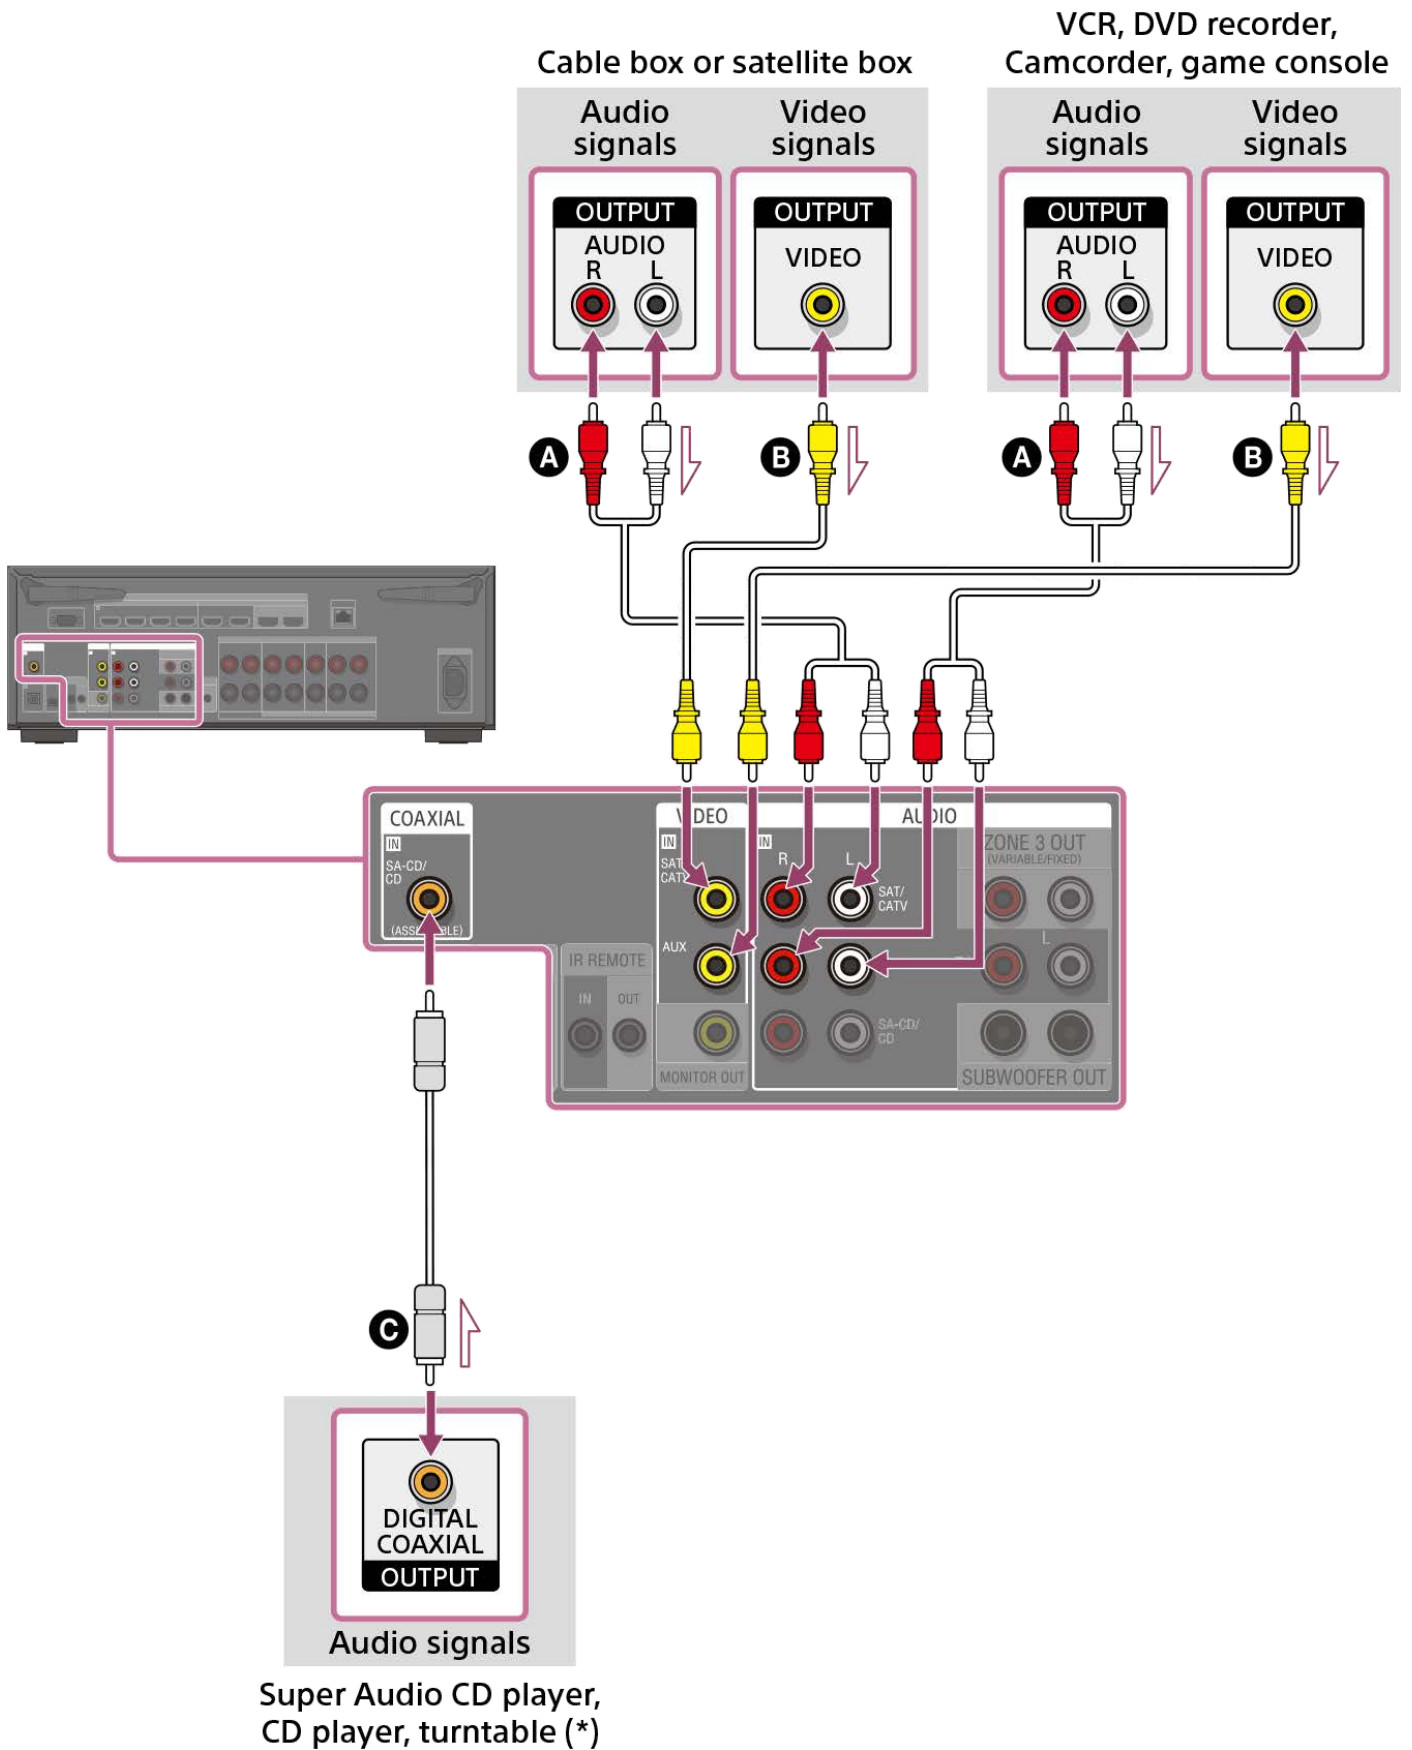 VCR, DVD recorder,
Camcorder, game console
Cable box or satellite box
Audio
signals
Video
signals
Audio
signals
Video
signals
OUTPUT
AUDIO
R L
OUTPUT
VIDEO
OUTPUT
AUDIO
R L
OUTPUT
VIDEO
A
B
A
B
COAXIAL
IN
SA-CD/
CD
VIDEO
IN
SAT/
AUX
MONITOR OUT
AUDIO
IN
R L
SAT/
CATV
SA-CD/
CD
ZONE 3 OUT
(VARIABLE/FIXED)
L
SUBWOOFER OUT
IR REMOTE
IN OUT
C
DIGITAL
COAXIAL
OUTPUT
Audio signals
Super Audio CD player,
CD player, turntable (*)